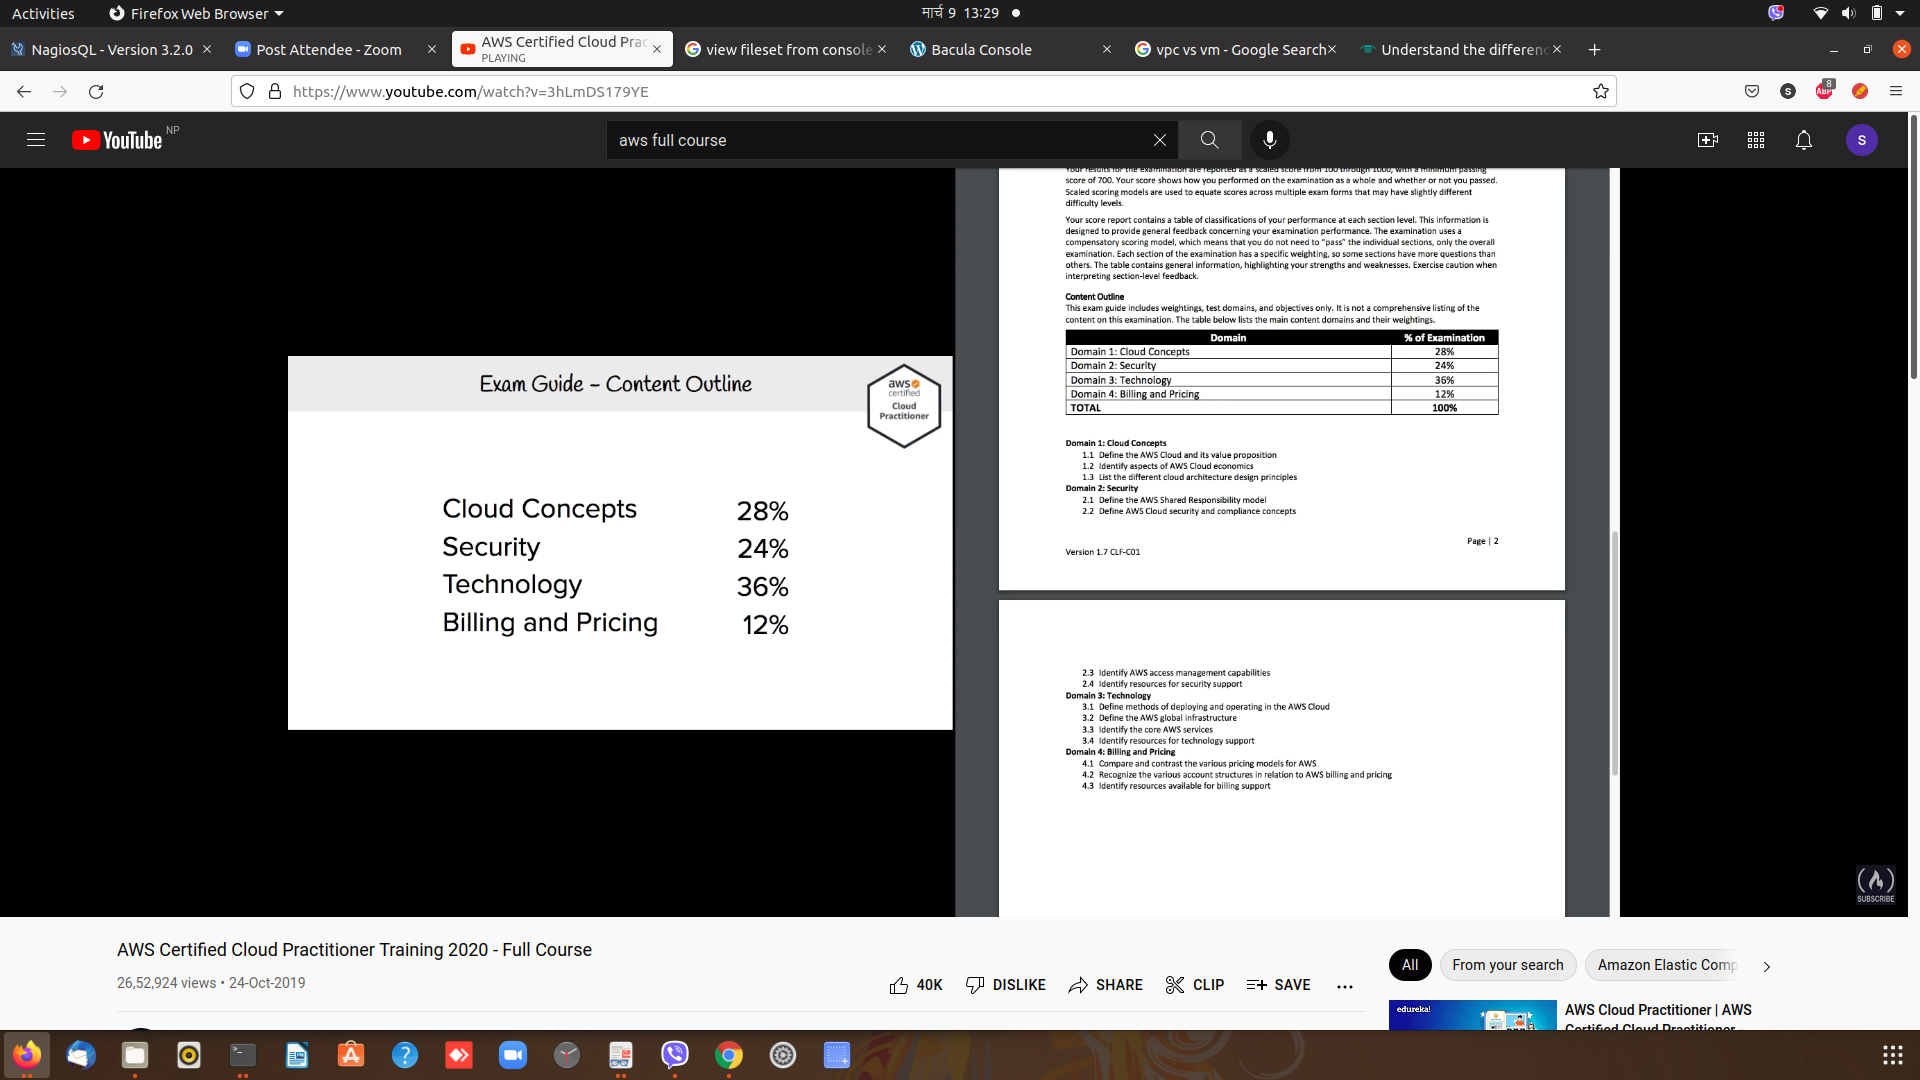 Activities
Firefox Web Browser
मार्च 9 13:29
NagiosQL - Version 3.2.0
Post Attendee - Zoom
AWS Certified Cloud Prac
PLAYING
view fileset from console
Bacula Console
vpc vs vm - Google Search
Understand the differenc
https://www.youtube.com/watch?v=3hLmDS179YE
S
ABP
8
YouTube NP
aws full course
S
Your results for the examination are reported as a scaled score from 100 through 1000, with a minimum passing
score of 700. Your score shows how you performed on the examination as a whole and whether or not you passed.
Scaled scoring models are used to equate scores across multiple exam forms that may have slightly different
difficulty levels.
Your score report contains a table of classifications of your performance at each section level. This information is
designed to provide general feedback concerning your examination performance. The examination uses a
compensatory scoring model, which means that you do not need to "pass" the individual sections, only the overall
examination. Each section of the examination has a specific weighting, so some sections have more questions than
others. The table contains general information, highlighting your strengths and weaknesses. Exercise caution when
interpreting section-level feedback.
Content Outline
This exam guide includes weightings, test domains, and objectives only. It is not a comprehensive listing of the
content on this examination. The table below lists the main content domains and their weightings.
Domain % of Examination
Domain 1: Cloud Concepts 28%
Domain 2: Security 24%
Domain 3: Technology 36%
Domain 4: Billing and Pricing 12%
TOTAL 100%
Domain 1: Cloud Concepts
1.1 Define the AWS Cloud and its value proposition
1.2 Identify aspects of AWS Cloud economics
1.3 List the different cloud architecture design principles
Domain 2: Security
2.1 Define the AWS Shared Responsibility model
2.2 Define AWS Cloud security and compliance concepts
Page | 2
Version 1.7 CLF-C01
2.3 Identify AWS access management capabilities
2.4 Identify resources for security support
Domain 3: Technology
3.1 Define methods of deploying and operating in the AWS Cloud
3.2 Define the AWS global infrastructure
3.3 Identify the core AWS services
3.4 Identify resources for technology support
Domain 4: Billing and Pricing
4.1 Compare and contrast the various pricing models for AWS
4.2 Recognize the various account structures in relation to AWS billing and pricing
4.3 Identify resources available for billing support
Exam Guide – Content Outline
aws
certified
Cloud
Practitioner
Cloud Concepts 28%
Security 24%
Technology 36%
Billing and Pricing 12%
SUBSCRIBE
AWS Certified Cloud Practitioner Training 2020 - Full Course
26,52,924 views • 24-Oct-2019
40K
DISLIKE
SHARE
CLIP
SAVE
All
From your search
Amazon Elastic Comp
edureka!
AWS Cloud Practitioner | AWS
Certified Cloud Practitioner